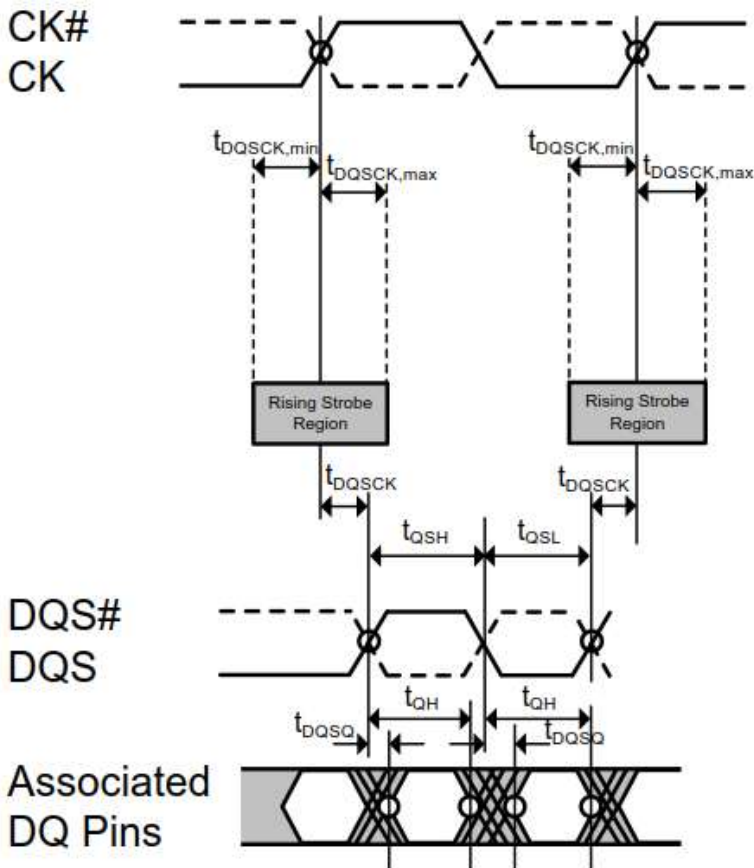 CK#
CK
tDQSCK,min
tDQSCK,max
tDQSCK,min
tDQSCK,max
Rising Strobe
Region
Rising Strobe
Region
tDQSCK
tDQSCK
tQSH
tQSL
DQS#
DQS
tQH
tQH
tDQSQ
tDQSQ
Associated
DQ Pins